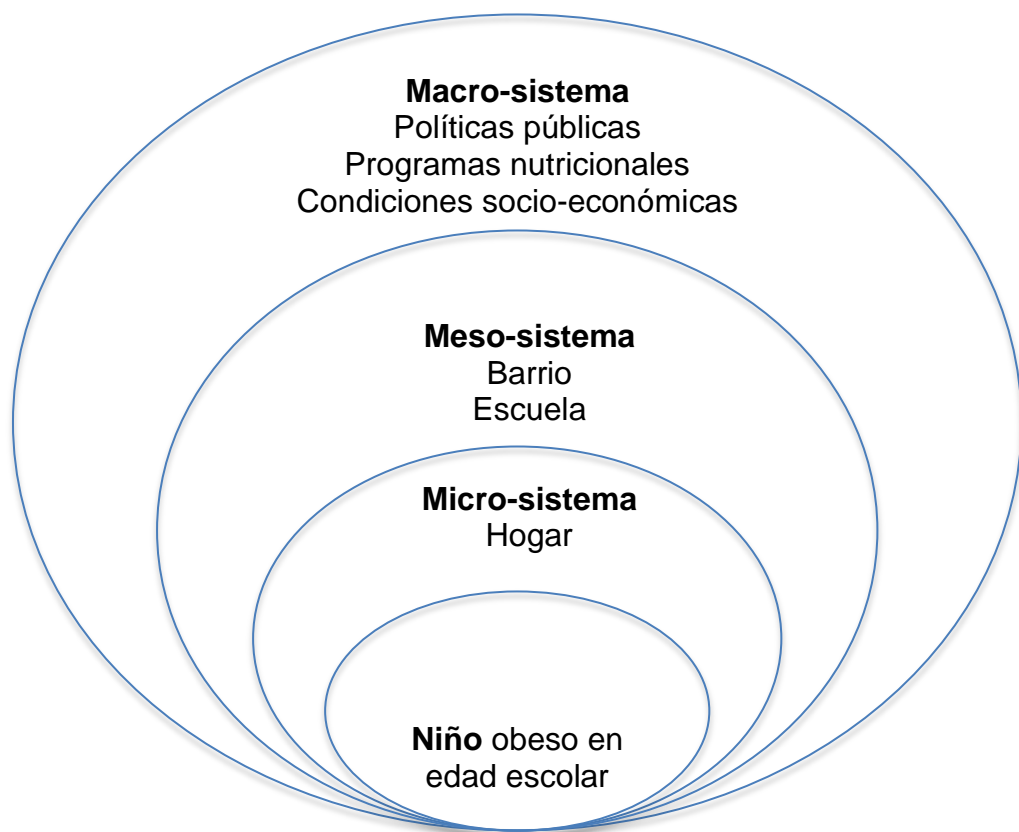 Macro-sistema
Políticas públicas
Programas nutricionales
Condiciones socio-económicas
Meso-sistema
Barrio
Escuela
Micro-sistema
Hogar
Niño obeso en
edad escolar